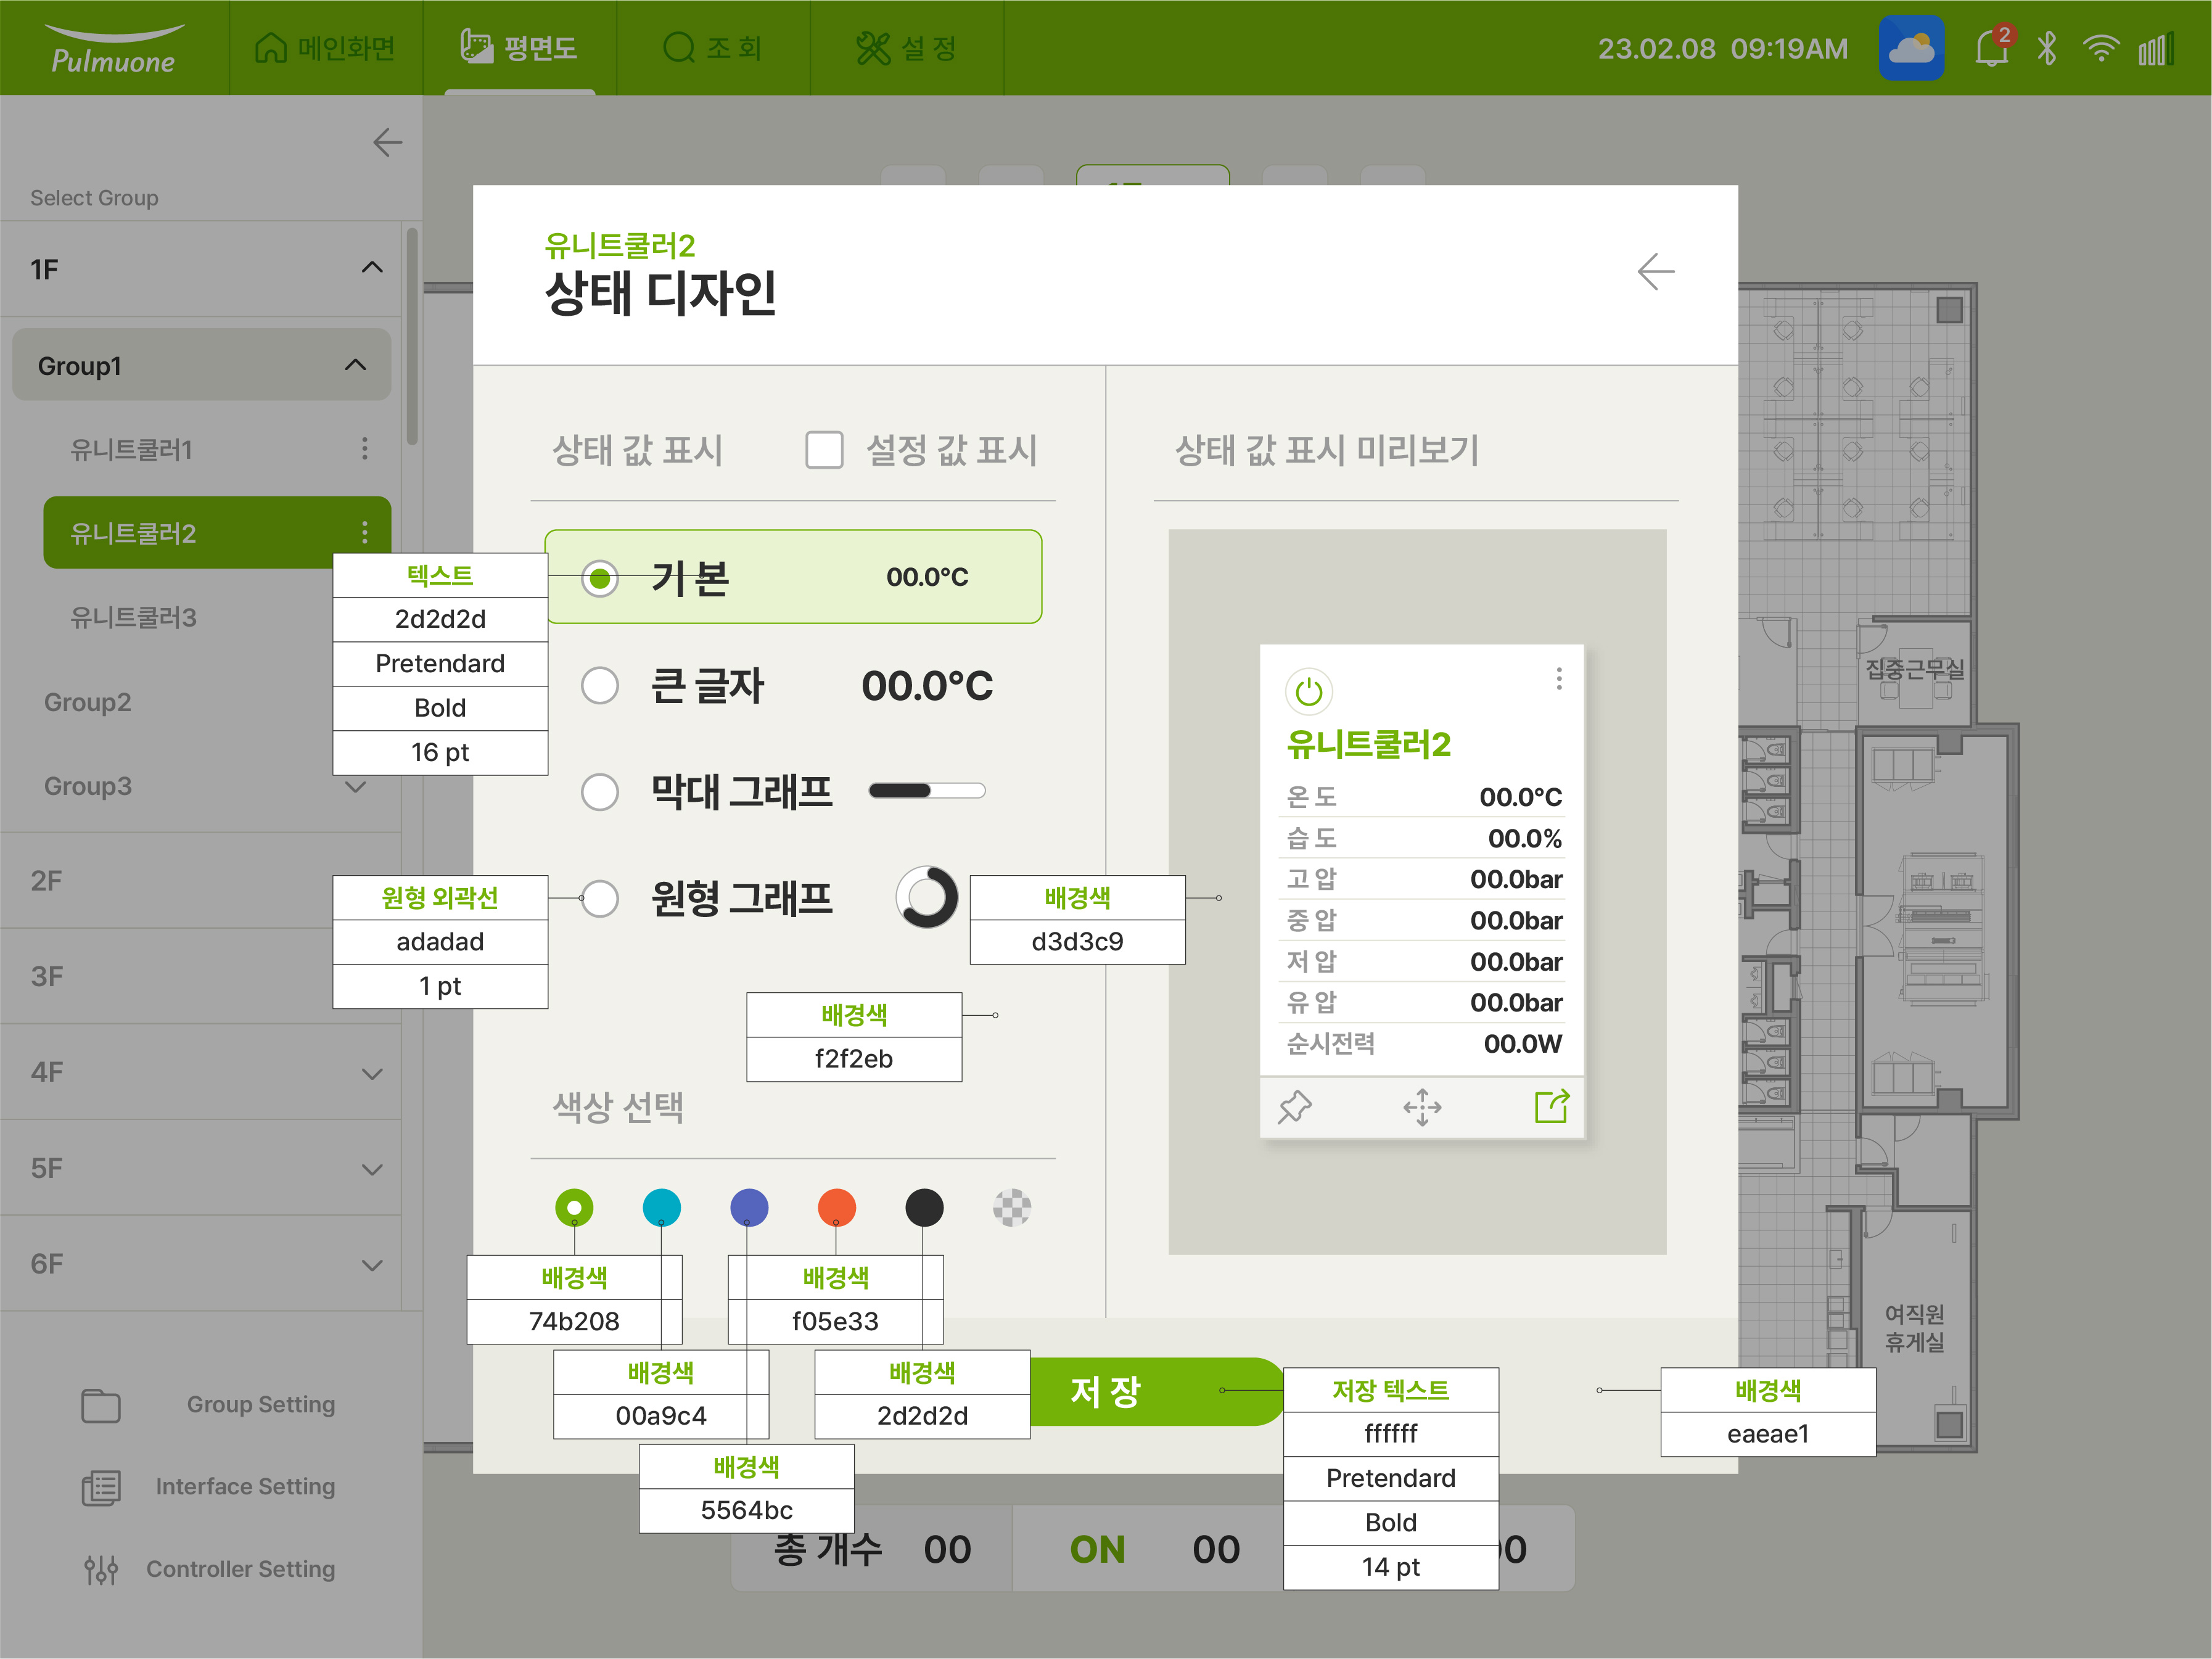 Pulmuone
메인화면
평면도
조 회
설 정
23.02.08 09:19AM
2
Select Group
1F
Group1
유니트쿨러1
유니트쿨러2
유니트쿨러3
Group2
Group3
2F
3F
4F
5F
6F
Group Setting
Interface Setting
Controller Setting
유니트쿨러2
상태 디자인
상태 값 표시
설정 값 표시
기 본 00.0°C
큰 글자 00.0°C
막대 그래프
원형 그래프
색상 선택
텍스트
2d2d2d
Pretendard
Bold
16 pt
원형 외곽선
adadad
1 pt
배경색
d3d3c9
배경색
f2f2eb
배경색
74b208
배경색
f05e33
배경색
00a9c4
배경색
2d2d2d
배경색
5564bc
상태 값 표시 미리보기
유니트쿨러2
온 도 00.0°C
습 도 00.0%
고 압 00.0bar
중 압 00.0bar
저 압 00.0bar
유 압 00.0bar
순시전력 00.0W
저 장
저장 텍스트
ffffff
Pretendard
Bold
14 pt
배경색
eaeae1
집중근무실
여직원
휴게실
총 개수 00
ON 00